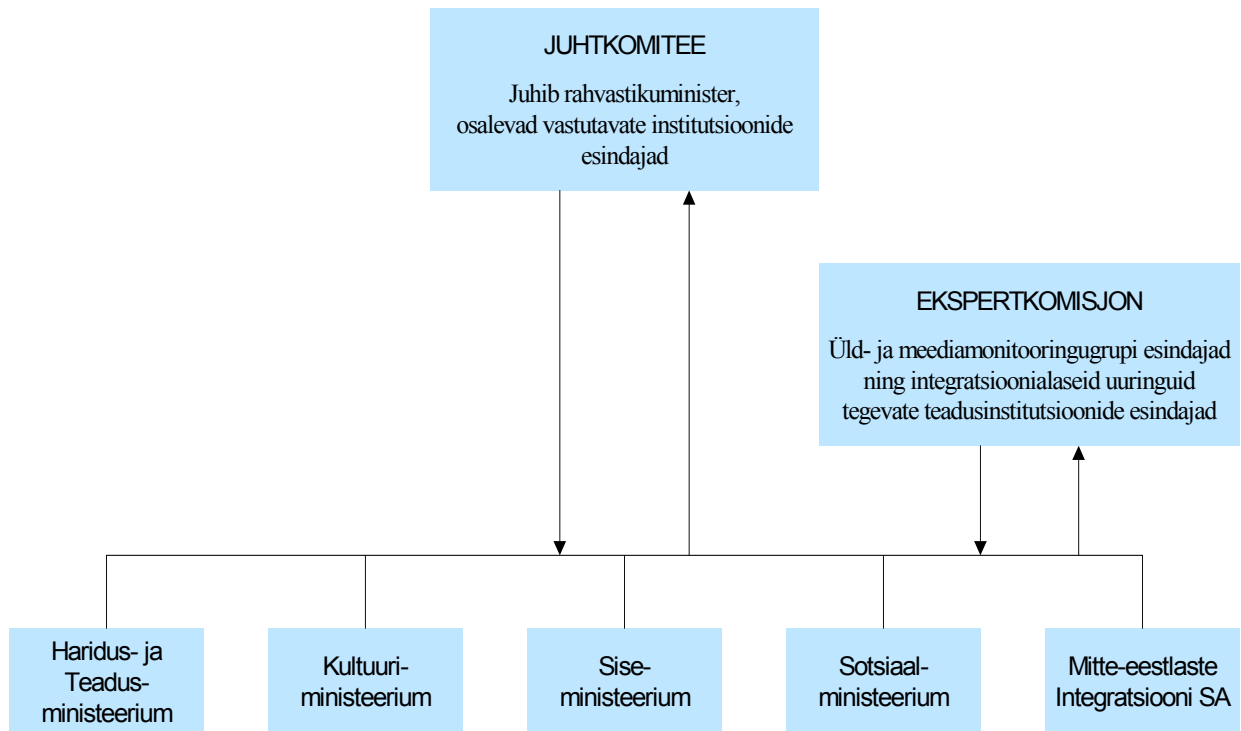 JUHTKOMITEE
Juhib rahvastikuminister,
osalevad vastutavate institutsioonide
esindajad
EKSPERTKOMISJON
Üld- ja meediamonitooringugrupi esindajad
ning integratsioonialaseid uuringuid
tegevate teadusinstitutsioonide esindajad
Haridus- ja
Teadus-
ministeerium
Kultuuri-
ministeerium
Sise-
ministeerium
Sotsiaal-
ministeerium
Mitte-eestlaste
Integratsiooni SA